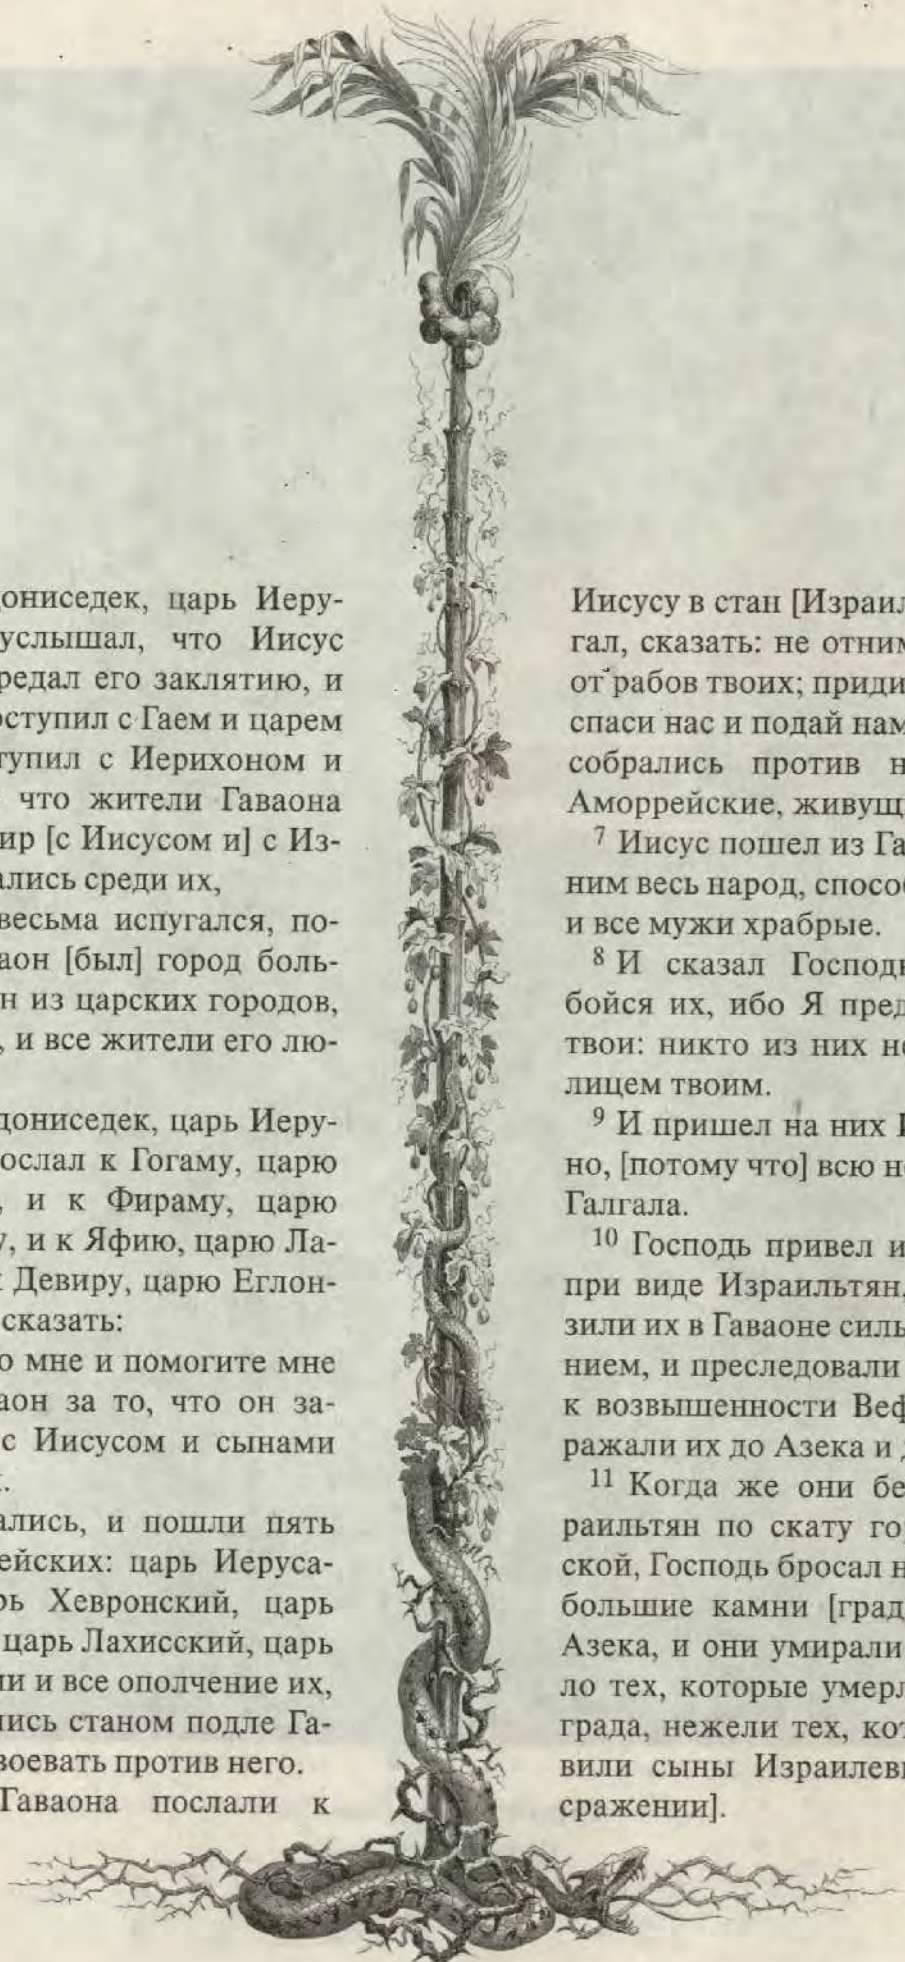 дониседек, царь Иеру-
услышал, что Иисус
редал его заклятию, и
оступил с Гаем и царем
тупил с Иерихоном и
что жители Гаваона
мир [с Иисусом и] с Из-
ались среди их,
весьма испугался, по-
аон [был] город боль-
н из царских городов,
, и все жители его лю-
дониседек, царь Иеру-
ослал к Гогаму, царю
, и к Фираму, царю
у, и к Яфию, царю Ла-
к Девиру, царю Еглон-
сказать:
о мне и помогите мне
аон за то, что он за-
с Иисусом и сынами
ались, и пошли пять
ейских: царь Иеруса-
рь Хевронский, царь
царь Лахисский, царь
ни и все ополчение их,
лись станом подле Га-
воевать против него.
Гаваона послали к
Иисусу в стан [Израил
гал, сказать: не отним
от рабов твоих; приди
спаси нас и подай нам
собрались против н
Аморрейские, живущ
7 Иисус пошел из Га
ним весь народ, способ
и все мужи храбрые.
8 И сказал Господь
бойся их, ибо Я пред
твои: никто из них не
лицем твоим.
9 И пришел на них И
но, [потому что] всю но
Галгала.
10 Господь привел и
при виде Израильтян,
зили их в Гаваоне силь
нием, и преследовали
к возвышенности Веф
ражали их до Азека и
11 Когда же они бе
раильтян по скату го
ской, Господь бросал н
большие камни [град
Азека, и они умирали
ло тех, которые умерл
града, нежели тех, кот
вили сыны Израилевы
сражении].